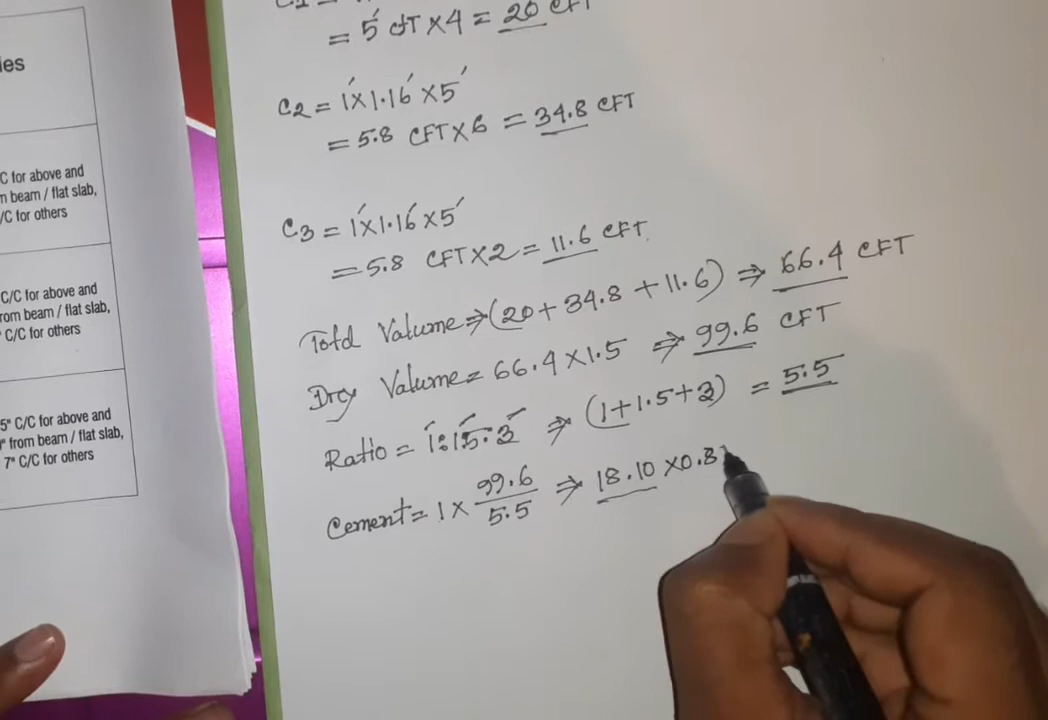 ies
C for above and
m beam / flat slab,
/C for others
C/C for above and
rom beam / flat slab,
C/C for others
5" C/C for above and
" from beam / flat slab,
7" C/C for others
= 5 CFT×4 = 20 CFT
C2 = 1'×1.16'×5'
= 5.8 CFT×6 = 34.8 CFT
C3 = 1'×1.16'×5'
= 5.8 CFT×2 = 11.6 CFT
Total Valume⇒(20+34.8+11.6) ⇒ 66.4 CFT
Dry Valume = 66.4×1.5 ⇒ 99.6 CFT
Ratio = 1:1.5:3 ⇒ (1+1.5+3) = 5.5
Cement = 1×99.6/5.5 ⇒ 18.10×0.8